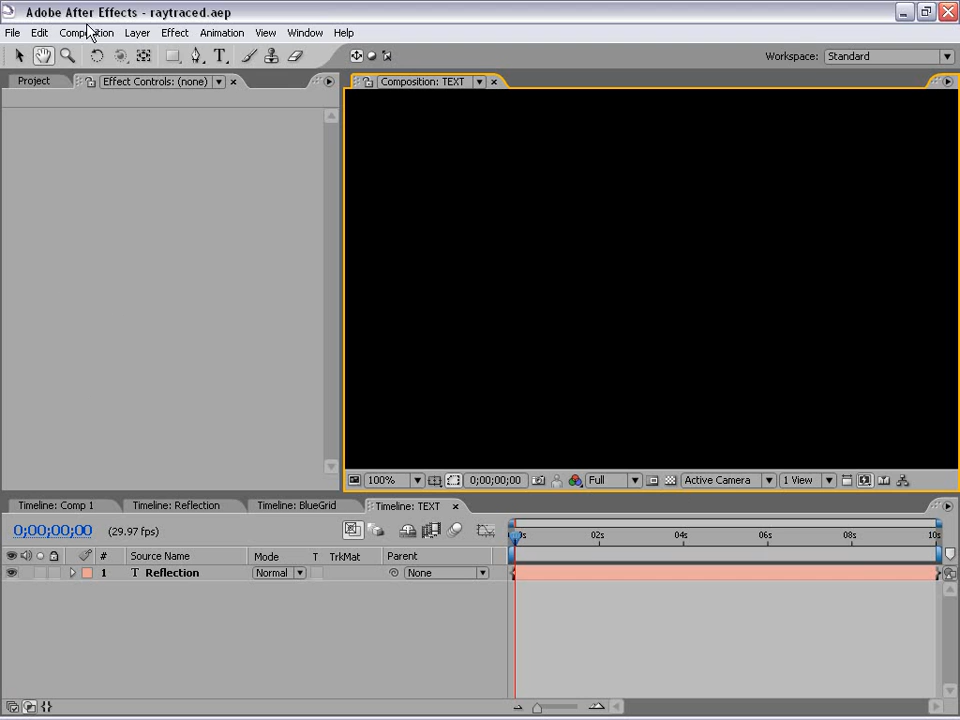 Adobe After Effects - raytraced.aep
File Edit Composition Layer Effect Animation View Window Help
Workspace: Standard
Project Effect Controls: (none) Composition: TEXT
100% 0;00;00;00 Full Active Camera 1 View
Timeline: Comp 1 Timeline: Reflection Timeline: BlueGrid Timeline: TEXT
0;00;00;00 (29.97 fps) 02s 04s 06s 08s 10s
# Source Name Mode T TrkMat Parent
1 T Reflection Normal None